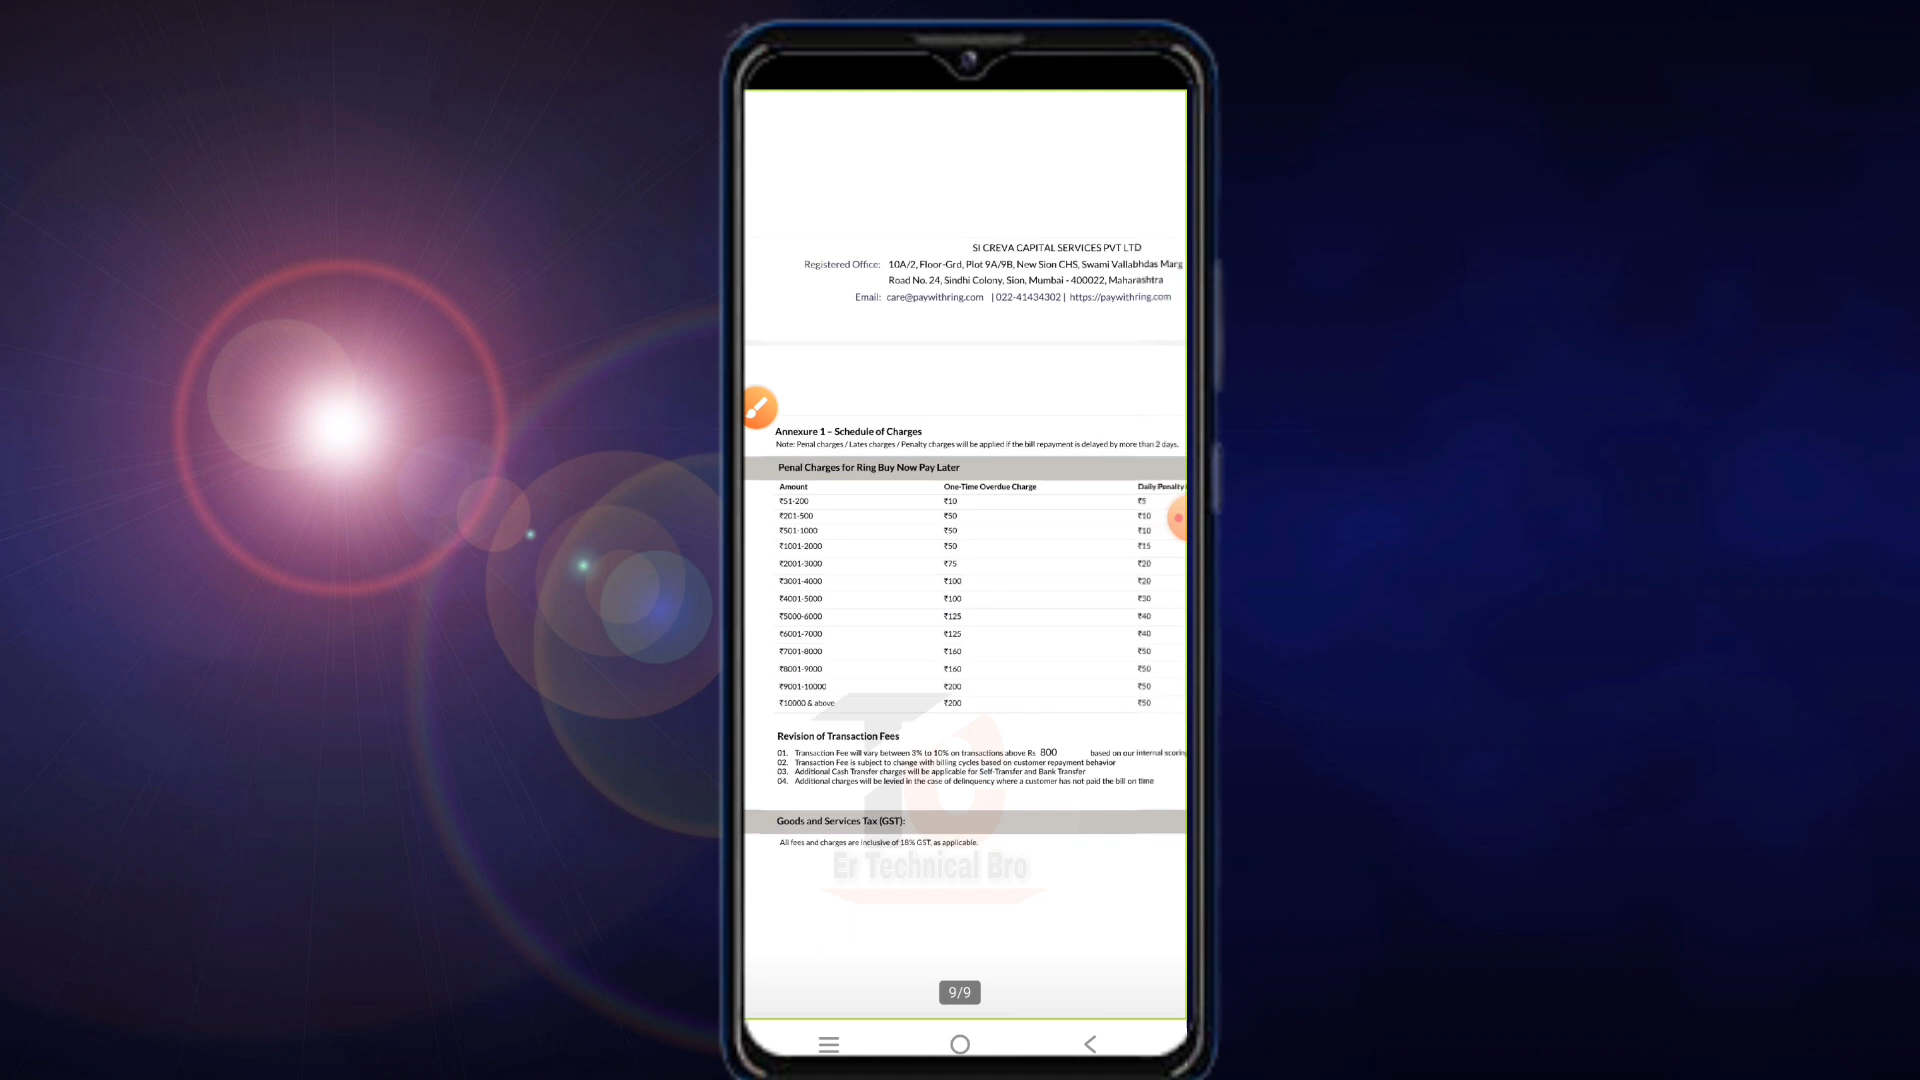 SI CREVA CAPITAL SERVICES PVT LTD
Registered Office: 10A/2, Floor-Grd, Plot 9A/9B, New Sion CHS, Swami Vallabhdas Marg
Road No. 24, Sindhi Colony, Sion, Mumbai - 400022, Maharashtra
Email: care@paywithring.com | 022-41434302 | https://paywithring.com
Annexure 1 – Schedule of Charges
Note: Penal charges / Lates charges / Penalty charges will be applied if the bill repayment is delayed by more than 2 days.
Penal Charges for Ring Buy Now Pay Later
Amount One-Time Overdue Charge Daily Penalty
₹51-200 ₹10 ₹5
₹201-500 ₹50 ₹10
₹501-1000 ₹50 ₹10
₹1001-2000 ₹50 ₹15
₹2001-3000 ₹75 ₹20
₹3001-4000 ₹100 ₹20
₹4001-5000 ₹100 ₹30
₹5000-6000 ₹125 ₹40
₹6001-7000 ₹125 ₹40
₹7001-8000 ₹160 ₹50
₹8001-9000 ₹160 ₹50
₹9001-10000 ₹200 ₹50
₹10000 & above ₹200 ₹50
Revision of Transaction Fees
01. Transaction Fee will vary between 3% to 10% on transactions above Rs 800 based on our internal scoring
02. Transaction Fee is subject to change with billing cycles based on customer repayment behavior
03. Additional Cash Transfer charges will be applicable for Self-Transfer and Bank Transfer
04. Additional charges will be levied in the case of delinquency where a customer has not paid the bill on time
Goods and Services Tax (GST):
All fees and charges are inclusive of 18% GST, as applicable.
Er Technical Bro
9/9